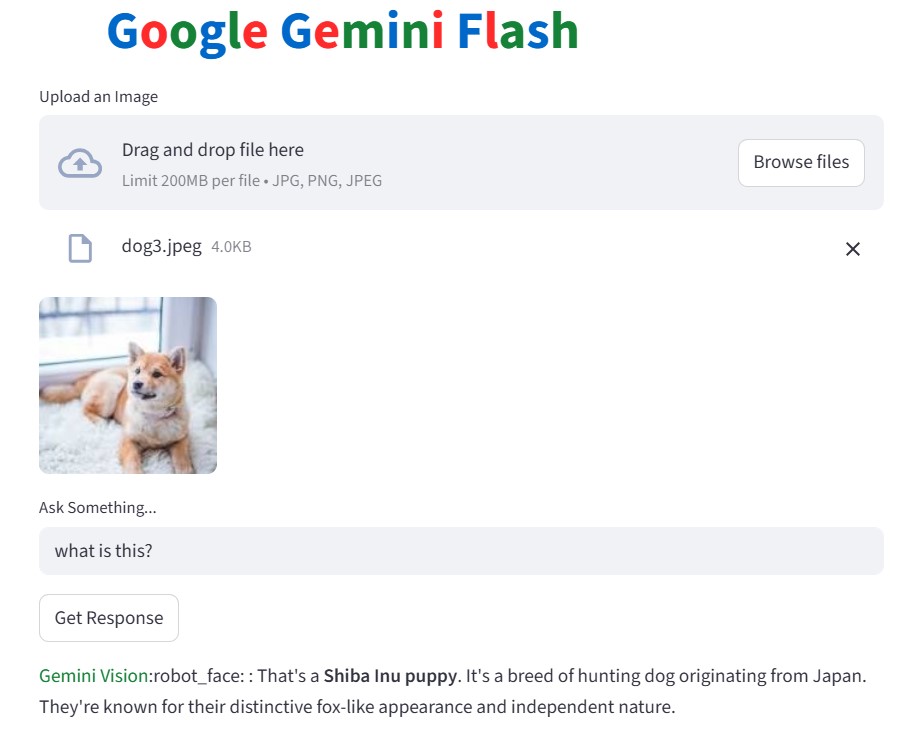 Google Gemini Flash
Upload an Image
Drag and drop file here
Limit 200MB per file • JPG, PNG, JPEG
Browse files
dog3.jpeg 4.0KB
Ask Something...
what is this?
Get Response
Gemini Vision:robot_face: : That's a Shiba Inu puppy. It's a breed of hunting dog originating from Japan.
They're known for their distinctive fox-like appearance and independent nature.